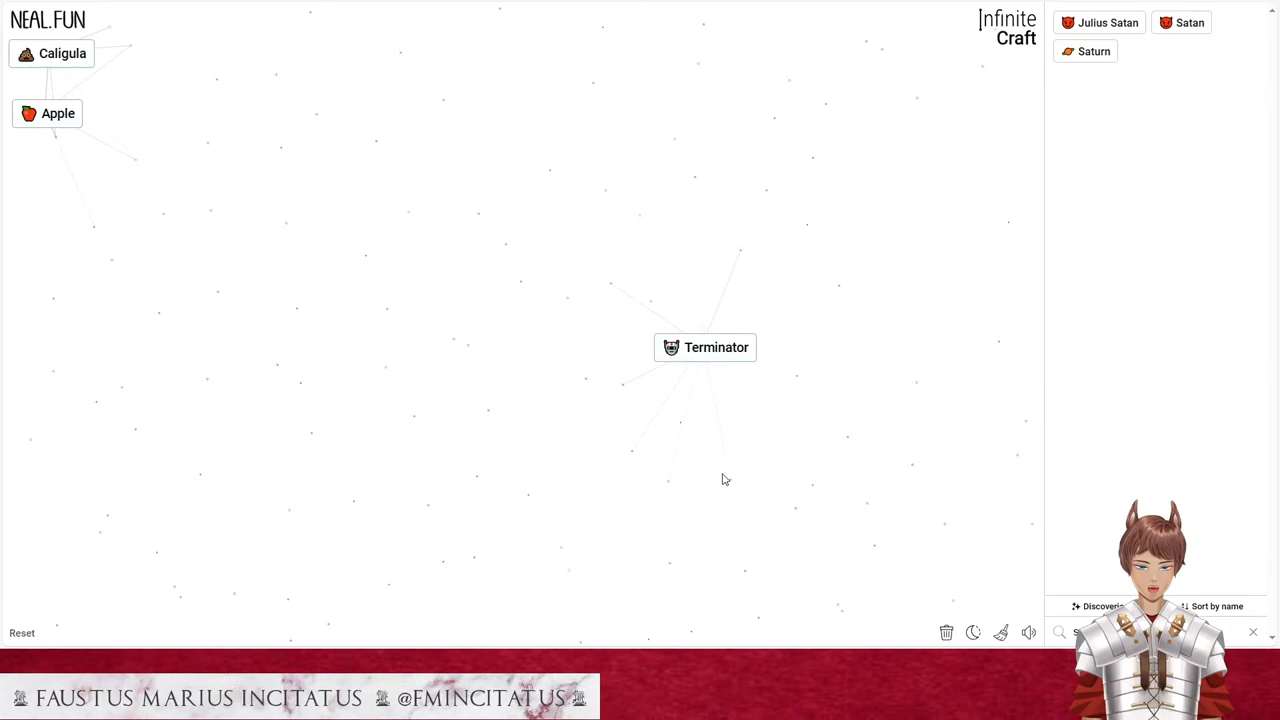 NEAL.FUN
Infinite
Craft
Caligula
Apple
Terminator
Julius Satan
Satan
Saturn
Sort by name
Reset
FAUSTUS MARIUS INCITATUS @FMINCITATUS